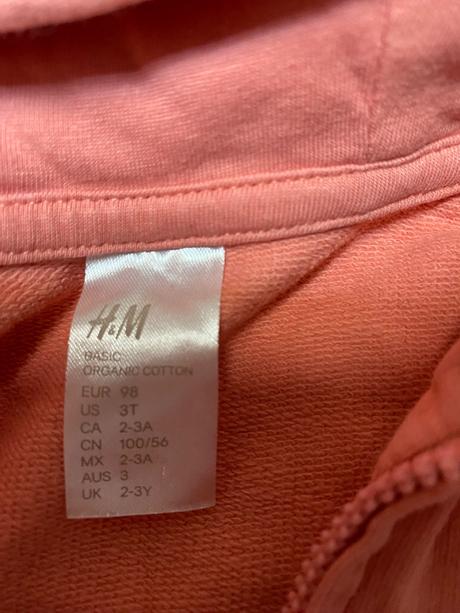 H&M
BASIC
ORGANIC COTTON
EUR 98
US 3T
CA 2-3A
CN 100/56
MX 2-3A
AUS 3
UK 2-3Y